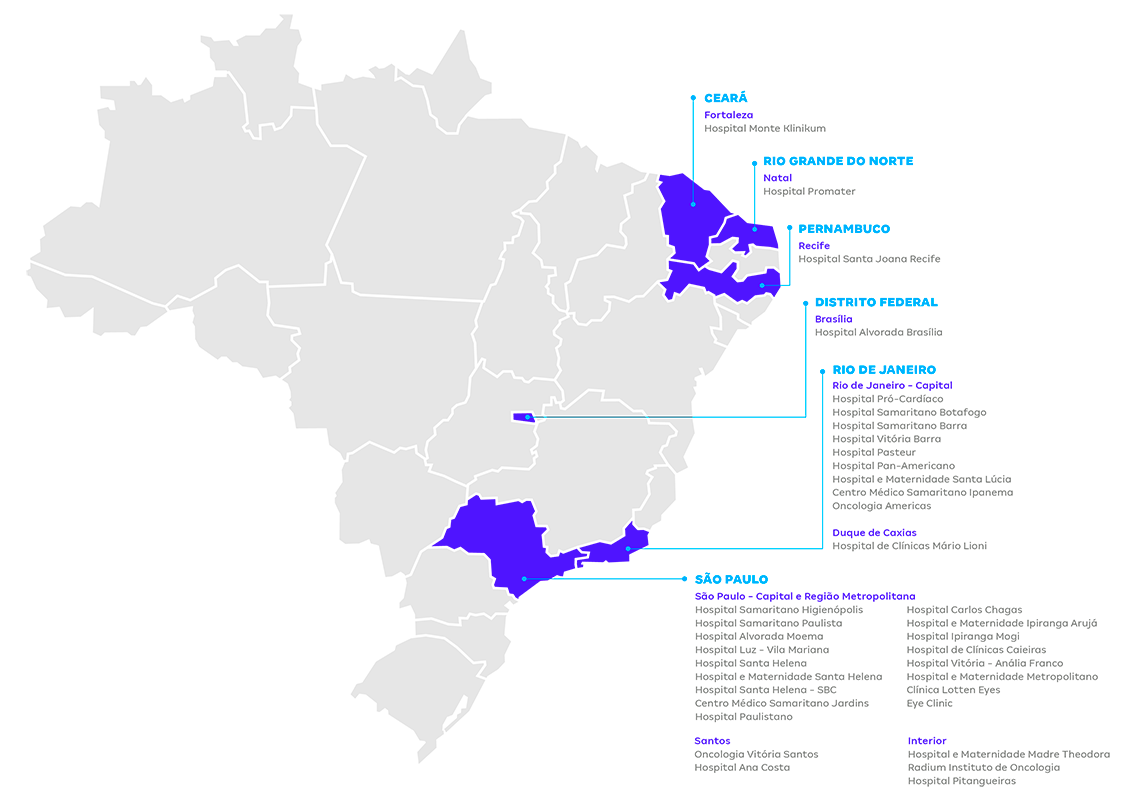 CEARÁ
Fortaleza
Hospital Monte Klinikum
RIO GRANDE DO NORTE
Natal
Hospital Promater
PERNAMBUCO
Recife
Hospital Santa Joana Recife
DISTRITO FEDERAL
Brasília
Hospital Alvorada Brasília
RIO DE JANEIRO
Rio de Janeiro - Capital
Hospital Pró-Cardíaco
Hospital Samaritano Botafogo
Hospital Samaritano Barra
Hospital Vitória Barra
Hospital Pasteur
Hospital Pan-Americano
Hospital e Maternidade Santa Lúcia
Centro Médico Samaritano Ipanema
Oncologia Americas
Duque de Caxias
Hospital de Clínicas Mário Lioni
SÃO PAULO
São Paulo - Capital e Região Metropolitana
Hospital Samaritano Higienópolis
Hospital Samaritano Paulista
Hospital Alvorada Moema
Hospital Luz - Vila Mariana
Hospital Santa Helena
Hospital e Maternidade Santa Helena
Hospital Santa Helena - SBC
Centro Médico Samaritano Jardins
Hospital Paulistano
Hospital Carlos Chagas
Hospital e Maternidade Ipiranga Arujá
Hospital Ipiranga Mogi
Hospital de Clínicas Caieiras
Hospital Vitória - Anália Franco
Hospital e Maternidade Metropolitano
Clínica Lotten Eyes
Eye Clinic
Santos
Oncologia Vitória Santos
Hospital Ana Costa
Interior
Hospital e Maternidade Madre Theodora
Radium Instituto de Oncologia
Hospital Pitangueiras